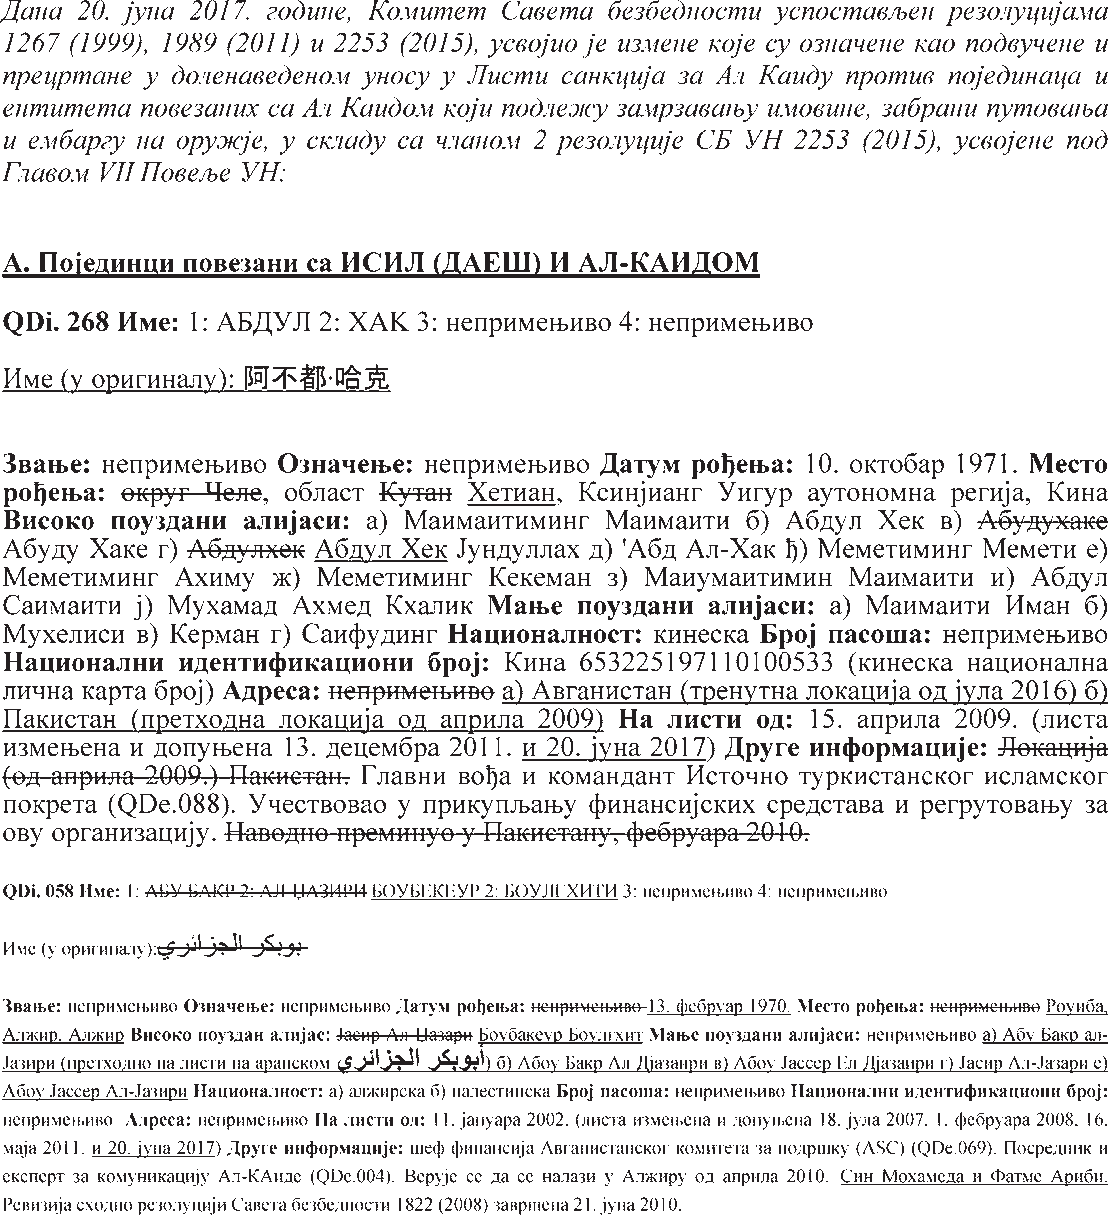 Дана 20. јуна 2017. године, Комитет Савета безбедности успостављен резолуцијама
1267 (1999), 1989 (2011) и 2253 (2015), усвојио је измене које су означене као подвучене и
прецртане у доленаведеном уносу у Листи санкција за Ал Каиду против појединаца и
ентитета повезаних са Ал Каидом који подлежу замрзавању имовине, забрани путовања
и ембаргу на оружје, у складу са чланом 2 резолуције СБ УН 2253 (2015), усвојене под
Главом VII Повеље УН:
А. Појединци повезани са ИСИЛ (ДАЕШ) И АЛ-КАИДОМ
QDi. 268 Име: 1: АБДУЛ 2: ХАК 3: непримењиво 4: непримењиво
Име (у оригиналу): 阿不都·哈克
Звање: непримењиво Означење: непримењиво Датум рођења: 10. октобар 1971. Место
рођења: округ Челе, област Кутан Хетиан, Ксинјианг Уигур аутономна регија, Кина
Високо поуздани алијаси: а) Маимаитиминг Маимаити б) Абдул Хек в) Абудухаке
Абуду Хаке г) Абдулхек Абдул Хек Јундуллах д) 'Абд Ал-Хак ђ) Меметиминг Мемети е)
Меметиминг Ахиму ж) Меметиминг Кекеман з) Маиумаитимин Маимаити и) Абдул
Саимаити ј) Мухамад Ахмед Кхалик Мање поуздани алијаси: а) Маимаити Иман б)
Мухелиси в) Керман г) Саифудинг Националност: кинеска Број пасоша: непримењиво
Национални идентификациони број: Кина 653225197110100533 (кинеска национална
лична карта број) Адреса: непримењиво а) Авганистан (тренутна локација од јула 2016) б)
Пакистан (претходна локација од априла 2009) На листи од: 15. априла 2009. (листа
измењена и допуњена 13. децембра 2011. и 20. јуна 2017) Друге информације: Локација
(од априла 2009.) Пакистан. Главни вођа и командант Источно туркистанског исламског
покрета (QDe.088). Учествовао у прикупљању финансијских средстава и регрутовању за
ову организацију. Наводно преминуо у Пакистану, фебруара 2010.
QDi. 058 Име: 1: АБУ БАКР 2: АЛ ЏАЗИРИ БОУБЕКЕУР 2: БОУЛГХИТИ 3: непримењиво 4: непримењиво
Име (у оригиналу): بوبكر الجزائري
Звање: непримењиво Означење: непримењиво Датум рођења: непримењиво 13. фебруар 1970. Место рођења: непримењиво Роуиба,
Алжир, Алжир Високо поуздан алијас: Јасир Ал Џазари Боубакеур Боулгхит Мање поуздани алијаси: непримењиво а) Абу Бакр ал-
Јазири (претходно на листи на арапском أبوبكر الجزائري) б) Абоу Бакр Ал Дјазаири в) Абоу Јассер Ел Дјазаири г) Јасир Ал-Јазари е)
Абоу Јассер Ал-Јазири Националност: а) алжирска б) палестинска Број пасоша: непримењиво Национални идентификациони број:
непримењиво Адреса: непримењиво На листи од: 11. јануара 2002. (листа измењена и допуњена 18. јула 2007. 1. фебруара 2008. 16.
маја 2011. и 20. јуна 2017) Друге информације: шеф финансија Авганистанског комитета за подршку (ASC) (QDe.069). Посредник и
експерт за комуникацију Ал-КАиде (QDe.004). Верује се да се налази у Алжиру од априла 2010. Син Мохамеда и Фатме Ариби.
Ревизија сходно резолуцији Савета безбедности 1822 (2008) завршена 21. јуна 2010.